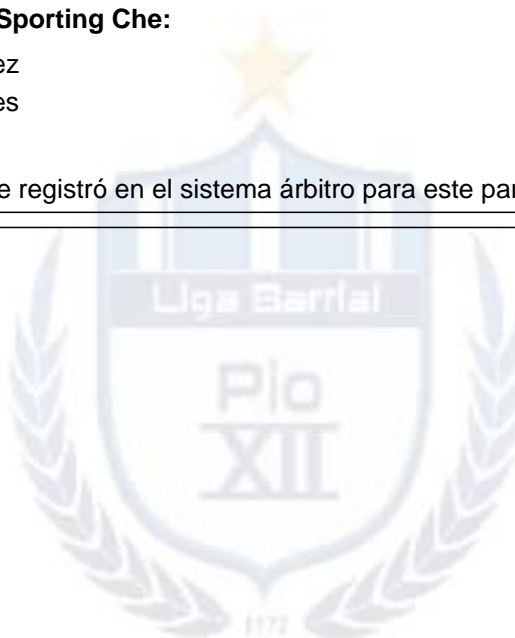 Sporting Che:
ez
es
e registró en el sistema árbitro para este par
Liga Barrial
Pio
XII